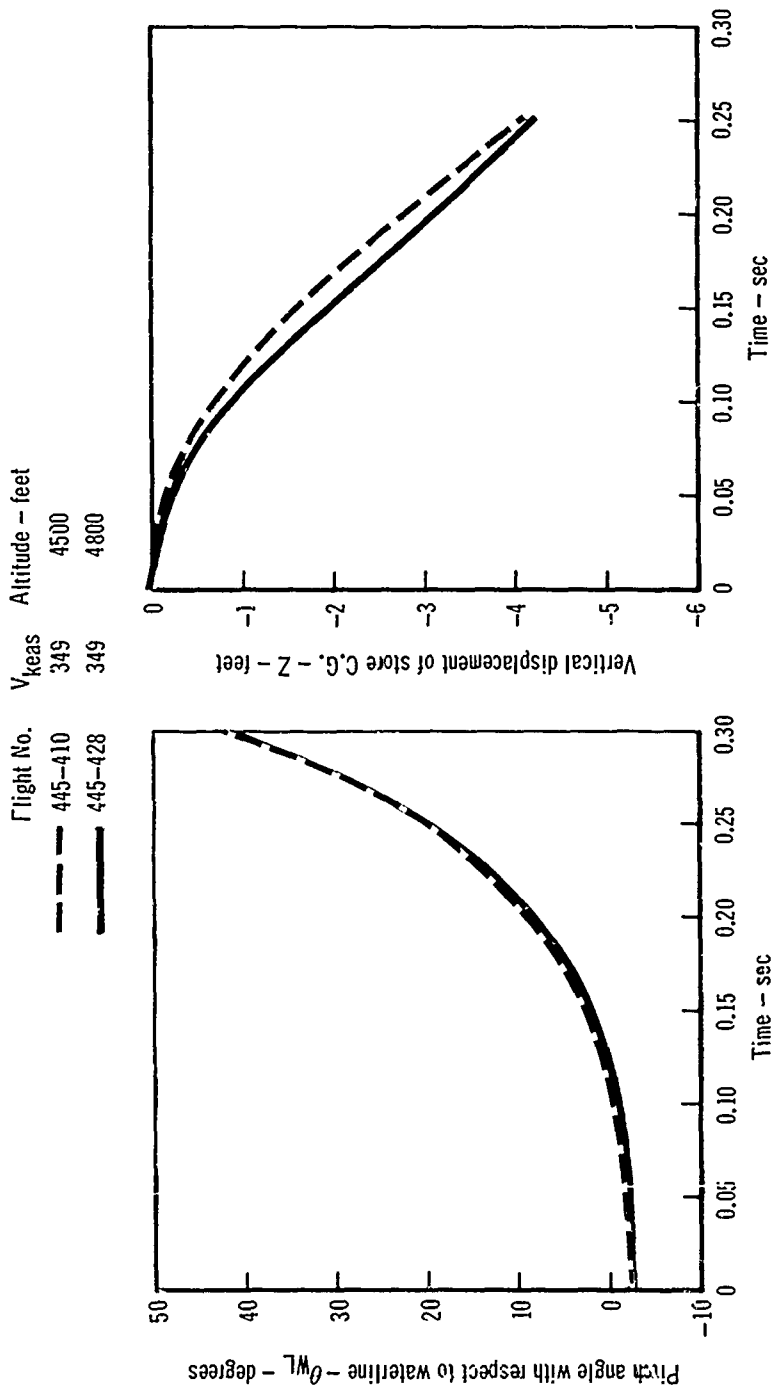 Flight No. V_keas Altitude – feet
445–410 349 4500
445–428 349 4800
Pitch angle with respect to waterline – θ_WL – degrees
50
40
30
20
10
0
–10
0 0.05 0.10 0.15 0.20 0.25 0.30
Time – sec
Vertical displacement of store C.G. – Z – feet
0
–1
–2
–3
–4
–5
–6
0 0.05 0.10 0.15 0.20 0.25 0.30
Time – sec